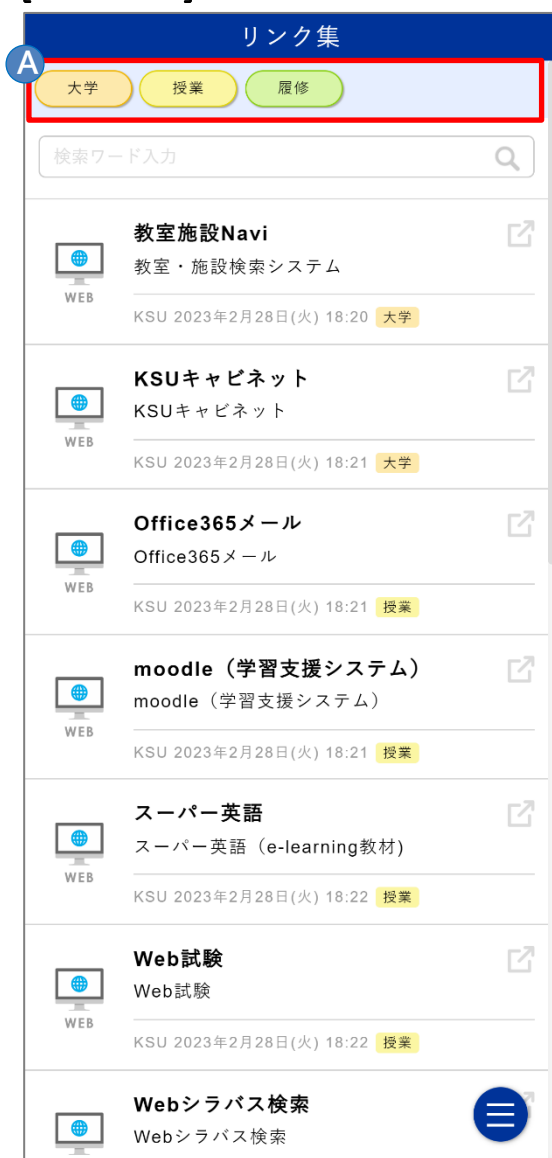 リンク集
A
大学 授業 履修
検索ワード入力
教室施設Navi
教室・施設検索システム
WEB
KSU 2023年2月28日(火) 18:20 大学
KSUキャビネット
KSUキャビネット
WEB
KSU 2023年2月28日(火) 18:21 大学
Office365メール
Office365メール
WEB
KSU 2023年2月28日(火) 18:21 授業
moodle（学習支援システム）
moodle（学習支援システム）
WEB
KSU 2023年2月28日(火) 18:21 授業
スーパー英語
スーパー英語（e-learning教材)
WEB
KSU 2023年2月28日(火) 18:22 授業
Web試験
Web試験
WEB
KSU 2023年2月28日(火) 18:22 授業
Webシラバス検索
Webシラバス検索